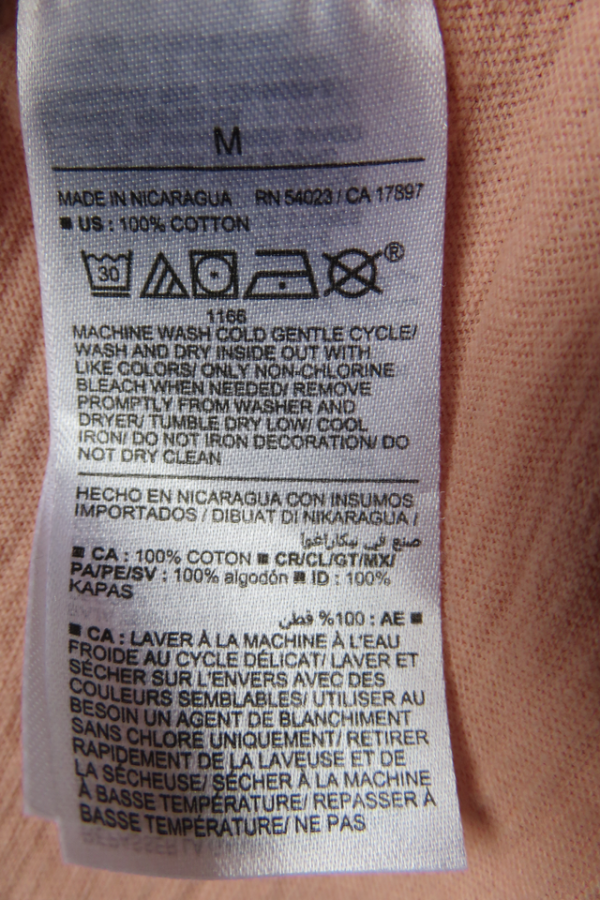 M
MADE IN NICARAGUA RN 54023 / CA 17897
■ US : 100% COTTON
30
®
1166
MACHINE WASH COLD GENTLE CYCLE/
WASH AND DRY INSIDE OUT WITH
LIKE COLORS/ ONLY NON-CHLORINE
BLEACH WHEN NEEDED/ REMOVE
PROMPTLY FROM WASHER AND
DRYER/ TUMBLE DRY LOW/ COOL
IRON/ DO NOT IRON DECORATION/ DO
NOT DRY CLEAN
HECHO EN NICARAGUA CON INSUMOS
IMPORTADOS / DIBUAT DI NIKARAGUA /
صنع في نيكاراغوا
■ CA : 100% COTON ■ CR/CL/GT/MX/
PA/PE/SV : 100% algodón ■ ID : 100%
KAPAS
■ AE : 100% قطن
■ CA : LAVER À LA MACHINE À L'EAU
FROIDE AU CYCLE DÉLICAT/ LAVER ET
SÉCHER SUR L'ENVERS AVEC DES
COULEURS SEMBLABLES/ UTILISER AU
BESOIN UN AGENT DE BLANCHIMENT
SANS CHLORE UNIQUEMENT/ RETIRER
RAPIDEMENT DE LA LAVEUSE ET DE
LA SÉCHEUSE/ SÉCHER À LA MACHINE
À BASSE TEMPÉRATURE/ REPASSER À
BASSE TEMPÉRATURE/ NE PAS